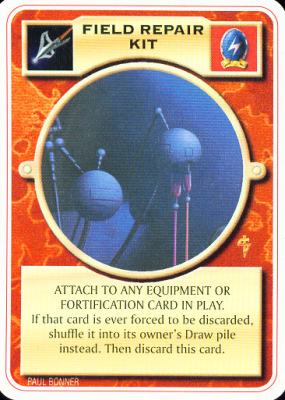 FIELD REPAIR
KIT
ATTACH TO ANY EQUIPMENT OR
FORTIFICATION CARD IN PLAY.
If that card is ever forced to be discarded,
shuffle it into its owner's Draw pile
instead. Then discard this card.
PAUL BONNER